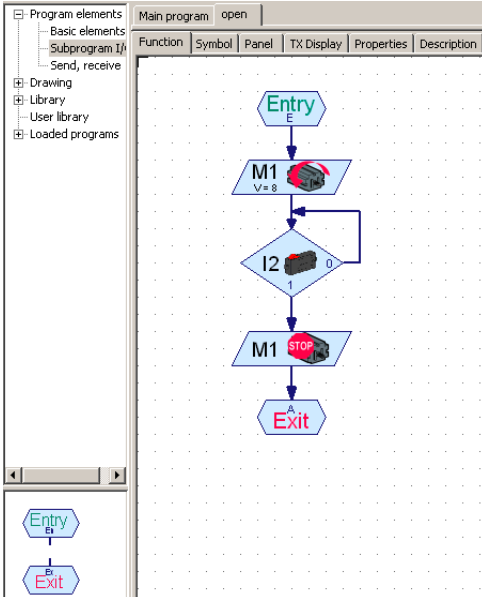 Program elements
Basic elements
Subprogram I/
Send, receive
Drawing
Library
User library
Loaded programs
Main program
open
Function
Symbol
Panel
TX Display
Properties
Description
Entry
E
M1
V = 8
I2
0
1
M1
STOP
A
Exit
Entry
Exit